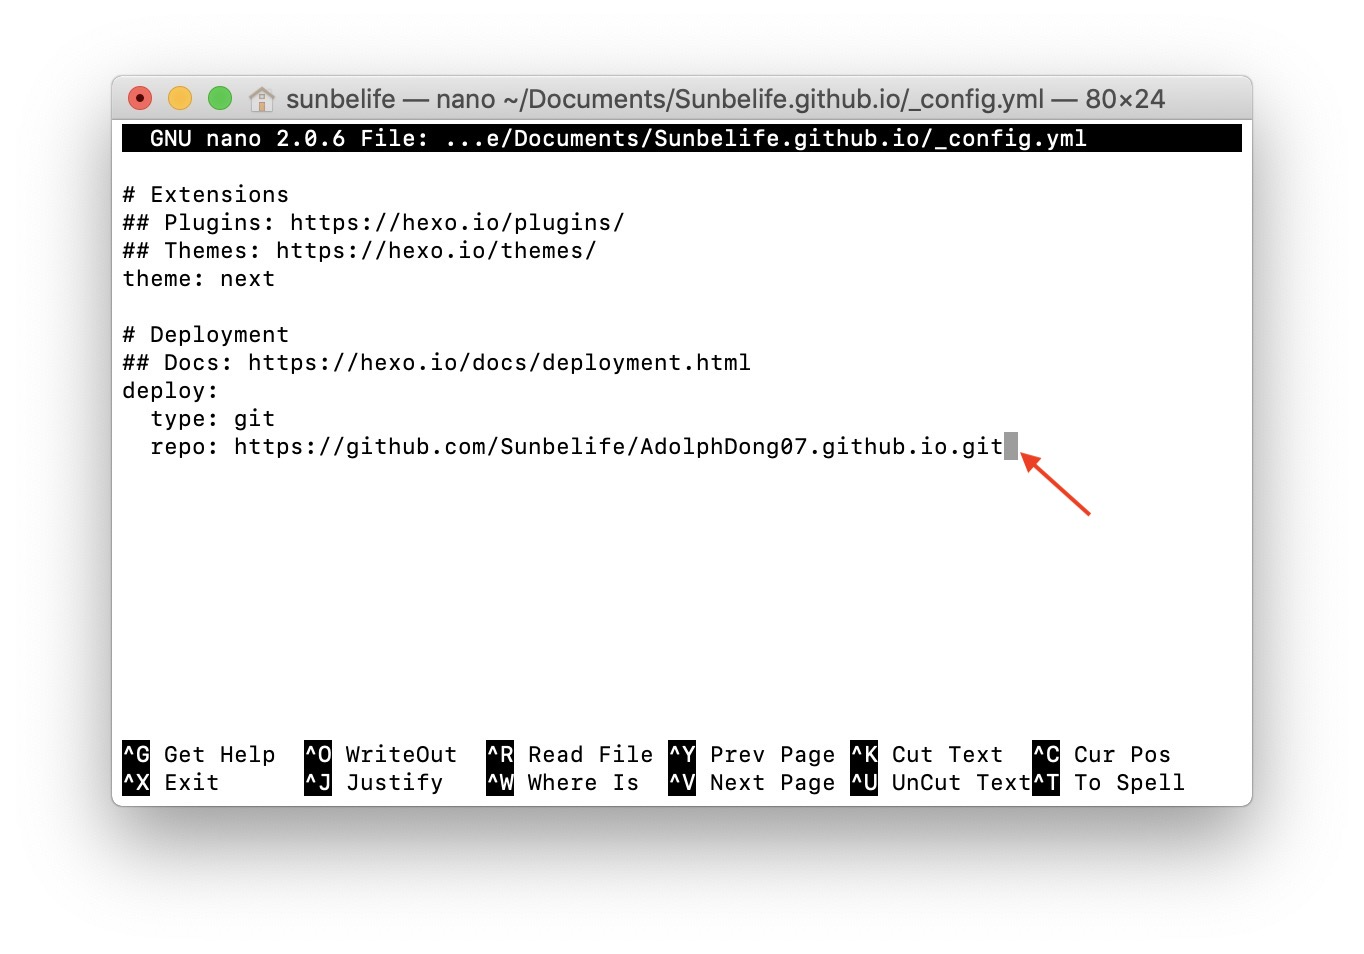 sunbelife — nano ~/Documents/Sunbelife.github.io/_config.yml — 80×24
GNU nano 2.0.6 File: ...e/Documents/Sunbelife.github.io/_config.yml
# Extensions
## Plugins: https://hexo.io/plugins/
## Themes: https://hexo.io/themes/
theme: next
# Deployment
## Docs: https://hexo.io/docs/deployment.html
deploy:
  type: git
  repo: https://github.com/Sunbelife/AdolphDong07.github.io.git
^G Get Help  ^O WriteOut  ^R Read File ^Y Prev Page ^K Cut Text  ^C Cur Pos
^X Exit      ^J Justify   ^W Where Is  ^V Next Page ^U UnCut Text^T To Spell